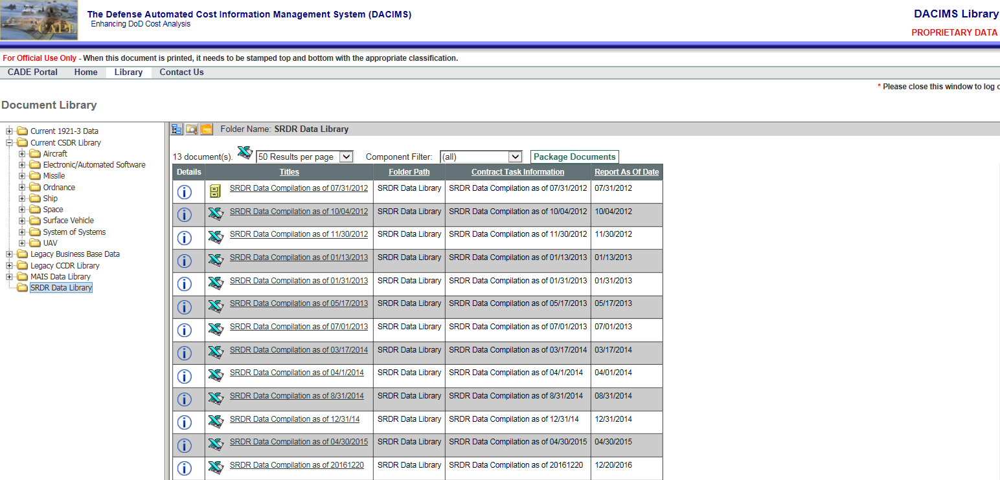 The Defense Automated Cost Information Management System (DACIMS)
Enhancing DoD Cost Analysis
CAPE
DACIMS Library
PROPRIETARY DATA
For Official Use Only - When this document is printed, it needs to be stamped top and bottom with the appropriate classification.
CADE Portal Home Library Contact Us
* Please close this window to log o
Document Library
Current 1921-3 Data
Current CSDR Library
Aircraft
Electronic/Automated Software
Missile
Ordnance
Ship
Space
Surface Vehicle
System of Systems
UAV
Legacy Business Base Data
Legacy CCDR Library
MAIS Data Library
SRDR Data Library
Folder Name: SRDR Data Library
13 document(s). 50 Results per page Component Filter: (all) Package Documents
Details Titles Folder Path Contract Task Information Report As Of Date
SRDR Data Compilation as of 07/31/2012 SRDR Data Library SRDR Data Compilation as of 07/31/2012 07/31/2012
SRDR Data Compilation as of 10/04/2012 SRDR Data Library SRDR Data Compilation as of 10/04/2012 10/04/2012
SRDR Data Compilation as of 11/30/2012 SRDR Data Library SRDR Data Compilation as of 11/30/2012 11/30/2012
SRDR Data Compilation as of 01/13/2013 SRDR Data Library SRDR Data Compilation as of 01/13/2013 01/13/2013
SRDR Data Compilation as of 01/31/2013 SRDR Data Library SRDR Data Compilation as of 01/31/2013 01/31/2013
SRDR Data Compilation as of 05/17/2013 SRDR Data Library SRDR Data Compilation as of 05/17/2013 05/17/2013
SRDR Data Compilation as of 07/01/2013 SRDR Data Library SRDR Data Compilation as of 07/01/2013 07/01/2013
SRDR Data Compilation as of 03/17/2014 SRDR Data Library SRDR Data Compilation as of 03/17/2014 03/17/2014
SRDR Data Compilation as of 04/1/2014 SRDR Data Library SRDR Data Compilation as of 04/1/2014 04/01/2014
SRDR Data Compilation as of 8/31/2014 SRDR Data Library SRDR Data Compilation as of 8/31/2014 08/31/2014
SRDR Data Compilation as of 12/31/14 SRDR Data Library SRDR Data Compilation as of 12/31/14 12/31/2014
SRDR Data Compilation as of 04/30/2015 SRDR Data Library SRDR Data Compilation as of 04/30/2015 04/30/2015
SRDR Data Compilation as of 20161220 SRDR Data Library SRDR Data Compilation as of 20161220 12/20/2016